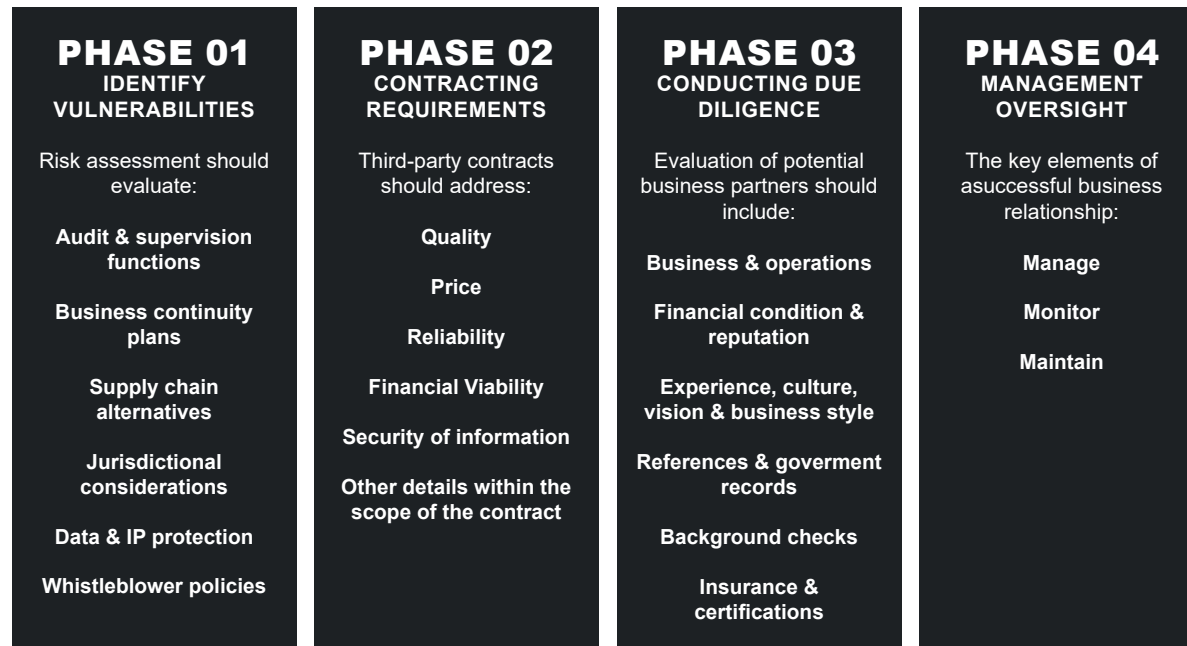 PHASE 01
IDENTIFY
VULNERABILITIES
Risk assessment should
evaluate:
Audit & supervision
functions
Business continuity
plans
Supply chain
alternatives
Jurisdictional
considerations
Data & IP protection
Whistleblower policies
PHASE 02
CONTRACTING
REQUIREMENTS
Third-party contracts
should address:
Quality
Price
Reliability
Financial Viability
Security of information
Other details within the
scope of the contract
PHASE 03
CONDUCTING DUE
DILIGENCE
Evaluation of potential
business partners should
include:
Business & operations
Financial condition &
reputation
Experience, culture,
vision & business style
References & goverment
records
Background checks
Insurance &
certifications
PHASE 04
MANAGEMENT
OVERSIGHT
The key elements of
asuccessful business
relationship:
Manage
Monitor
Maintain